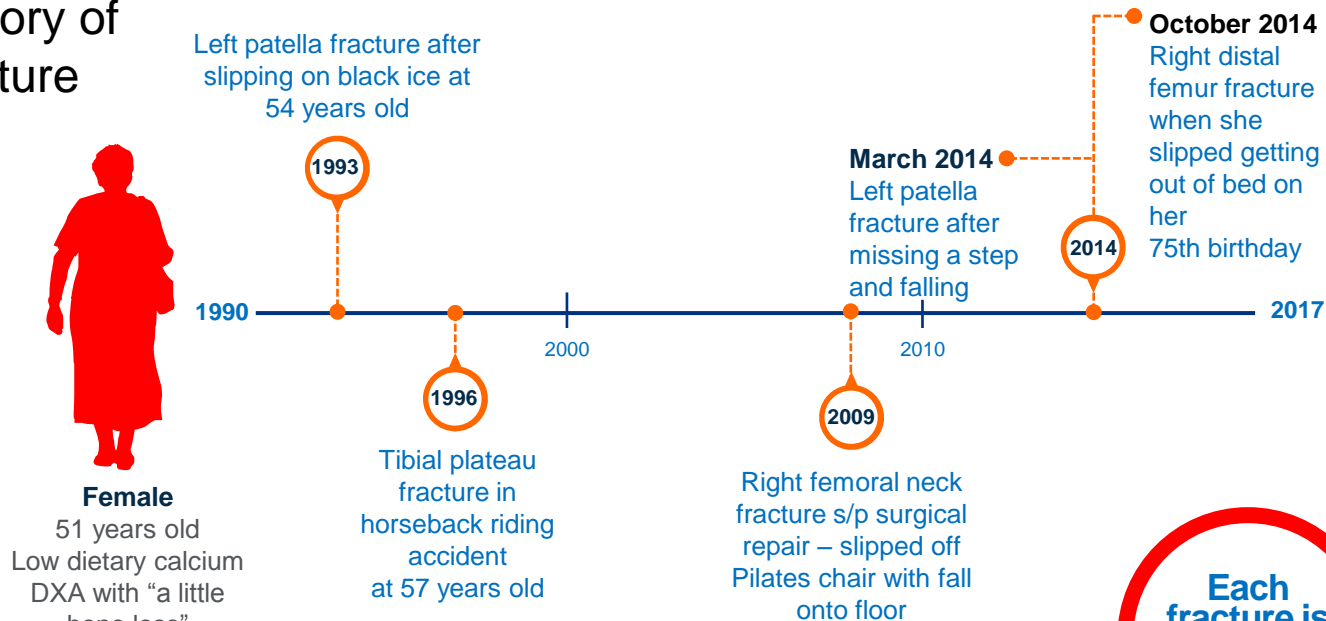 ory of
ture
Left patella fracture after
slipping on black ice at
54 years old
1993
October 2014
Right distal
femur fracture
when she
slipped getting
out of bed on
her
75th birthday
March 2014
Left patella
fracture after
missing a step
and falling
2014
1990
2017
2000
2010
1996
2009
Tibial plateau
fracture in
horseback riding
accident
at 57 years old
Right femoral neck
fracture s/p surgical
repair – slipped off
Pilates chair with fall
onto floor
Female
51 years old
Low dietary calcium
DXA with “a little
bone loss”
Each
fracture is